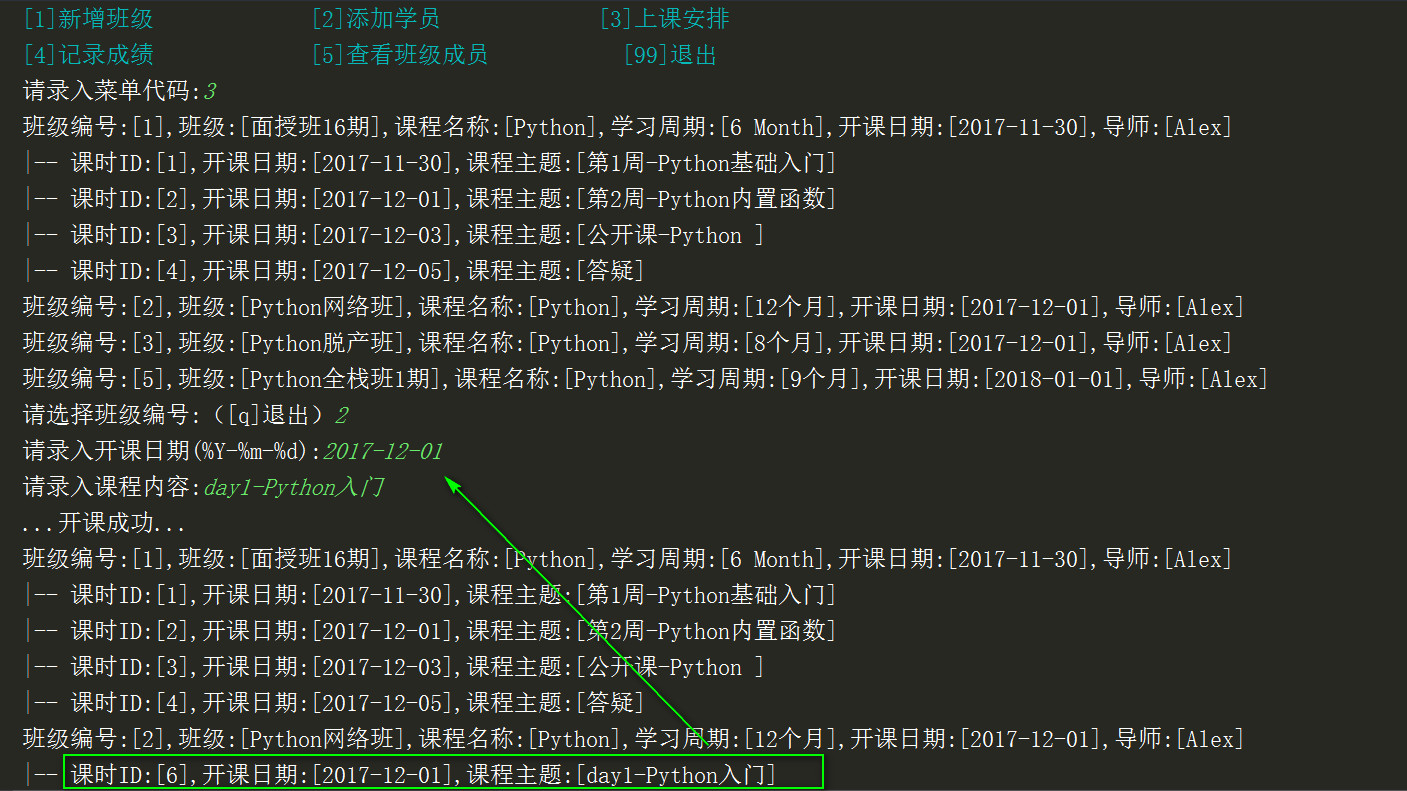 [1]新增班级 [2]添加学员 [3]上课安排
[4]记录成绩 [5]查看班级成员 [99]退出
请录入菜单代码:3
班级编号:[1],班级:[面授班16期],课程名称:[Python],学习周期:[6 Month],开课日期:[2017-11-30],导师:[Alex]
|-- 课时ID:[1],开课日期:[2017-11-30],课程主题:[第1周-Python基础入门]
|-- 课时ID:[2],开课日期:[2017-12-01],课程主题:[第2周-Python内置函数]
|-- 课时ID:[3],开课日期:[2017-12-03],课程主题:[公开课-Python ]
|-- 课时ID:[4],开课日期:[2017-12-05],课程主题:[答疑]
班级编号:[2],班级:[Python网络班],课程名称:[Python],学习周期:[12个月],开课日期:[2017-12-01],导师:[Alex]
班级编号:[3],班级:[Python脱产班],课程名称:[Python],学习周期:[8个月],开课日期:[2017-12-01],导师:[Alex]
班级编号:[5],班级:[Python全栈班1期],课程名称:[Python],学习周期:[9个月],开课日期:[2018-01-01],导师:[Alex]
请选择班级编号:（[q]退出）2
请录入开课日期(%Y-%m-%d):2017-12-01
请录入课程内容:day1-Python入门
...开课成功...
班级编号:[1],班级:[面授班16期],课程名称:[Python],学习周期:[6 Month],开课日期:[2017-11-30],导师:[Alex]
|-- 课时ID:[1],开课日期:[2017-11-30],课程主题:[第1周-Python基础入门]
|-- 课时ID:[2],开课日期:[2017-12-01],课程主题:[第2周-Python内置函数]
|-- 课时ID:[3],开课日期:[2017-12-03],课程主题:[公开课-Python ]
|-- 课时ID:[4],开课日期:[2017-12-05],课程主题:[答疑]
班级编号:[2],班级:[Python网络班],课程名称:[Python],学习周期:[12个月],开课日期:[2017-12-01],导师:[Alex]
|-- 课时ID:[6],开课日期:[2017-12-01],课程主题:[day1-Python入门]